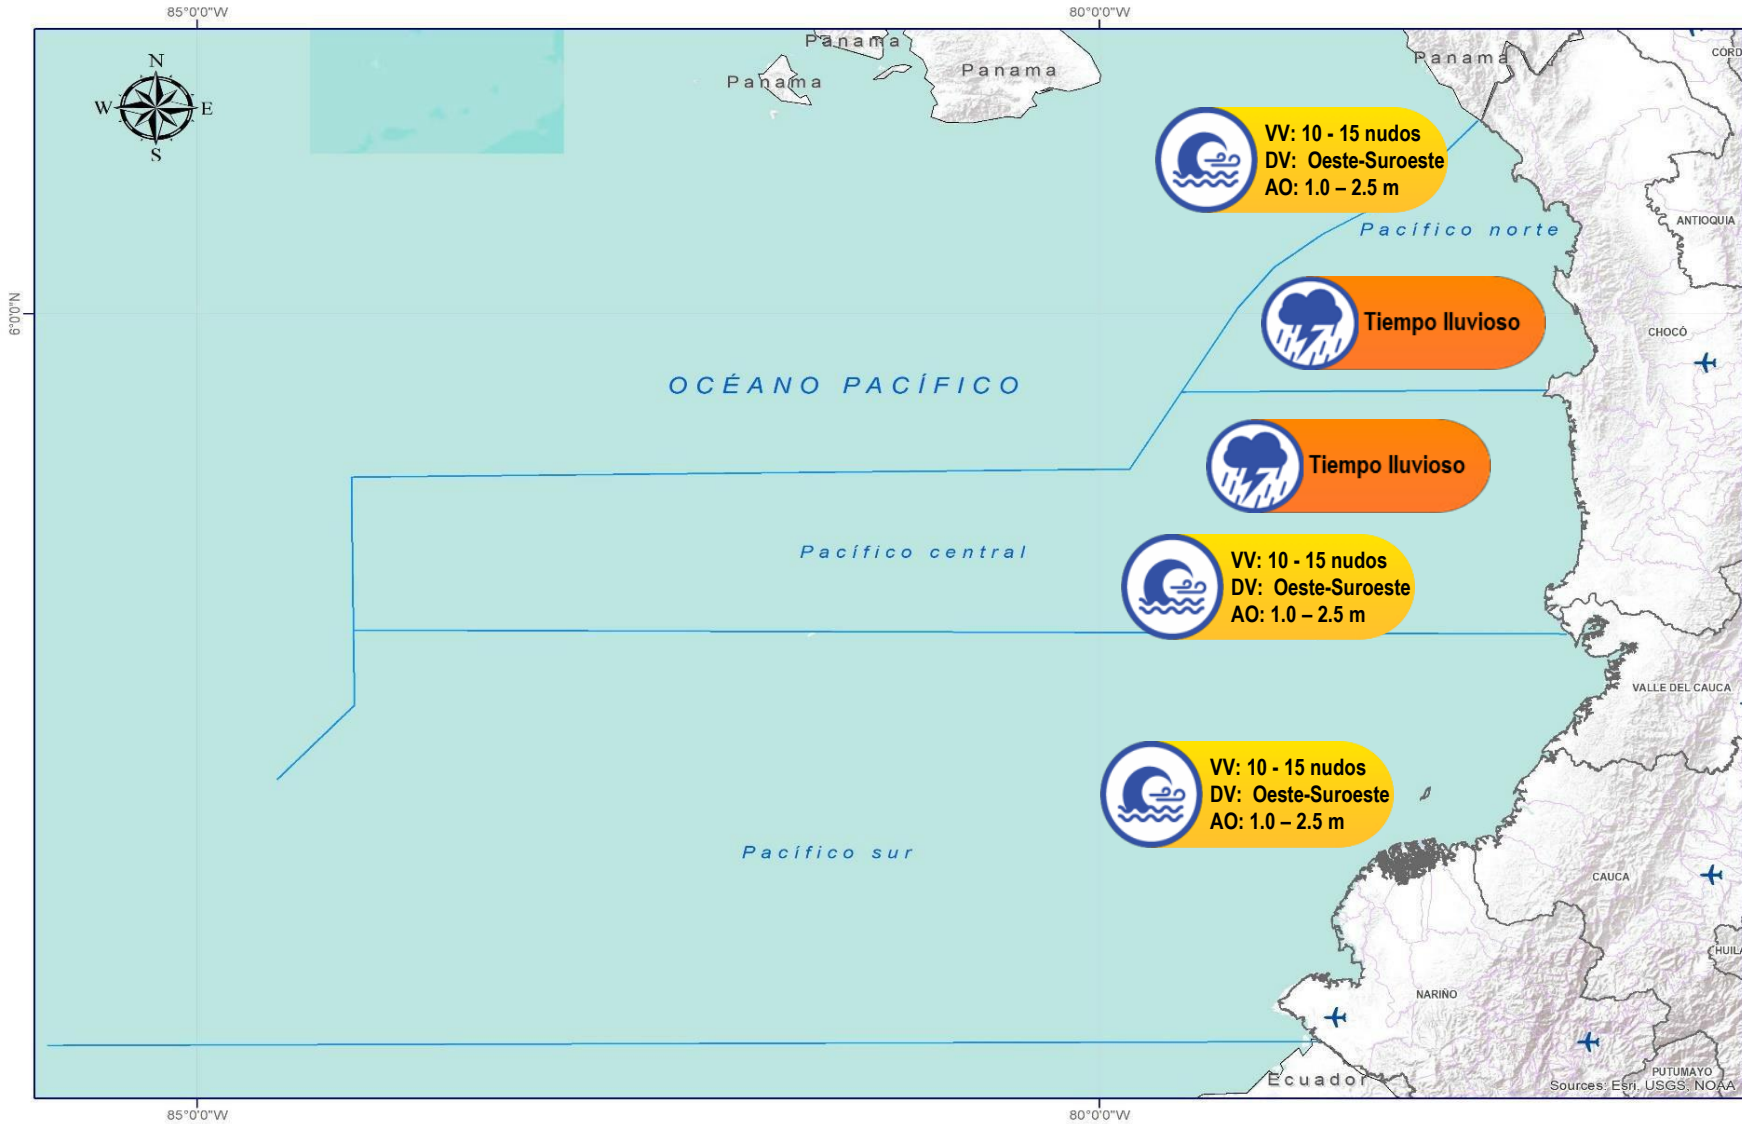 85°0'0"W
80°0'0"W
N
W
E
S
Panama
Panama
Panama
Panamá
CÓRD
VV: 10 - 15 nudos
DV:  Oeste-Suroeste
AO: 1.0 – 2.5 m
ANTIOQUIA
Pacífico norte
6°0'0"N
Tiempo lluvioso
CHOCÓ
OCÉANO PACÍFICO
Tiempo lluvioso
Pacífico central
VV: 10 - 15 nudos
DV:  Oeste-Suroeste
AO: 1.0 – 2.5 m
VALLE DEL CAUCA
VV: 10 - 15 nudos
DV:  Oeste-Suroeste
AO: 1.0 – 2.5 m
Pacífico sur
CAUCA
HUILA
NARIÑO
PUTUMAYO
Ecuador
Sources: Esri, USGS, NOAA
85°0'0"W
80°0'0"W